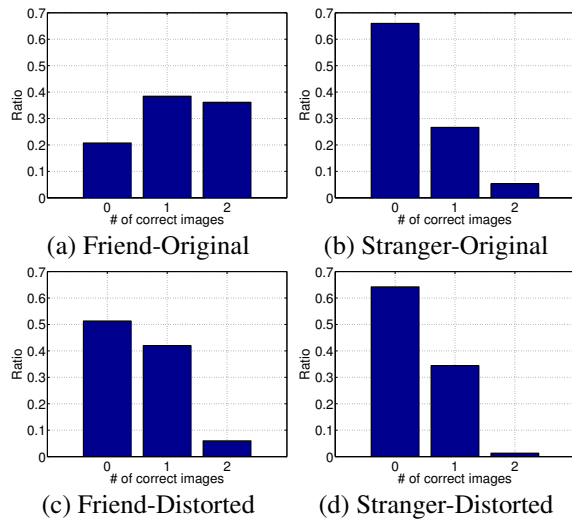 0.7
0.6
0.5
0.4
0.3
0.2
0.1
0
Ratio
0 1 2
# of correct images
(a) Friend-Original
0.7
0.6
0.5
0.4
0.3
0.2
0.1
0
Ratio
0 1 2
# of correct images
(b) Stranger-Original
0.7
0.6
0.5
0.4
0.3
0.2
0.1
0
Ratio
0 1 2
# of correct images
(c) Friend-Distorted
0.7
0.6
0.5
0.4
0.3
0.2
0.1
0
Ratio
0 1 2
# of correct images
(d) Stranger-Distorted